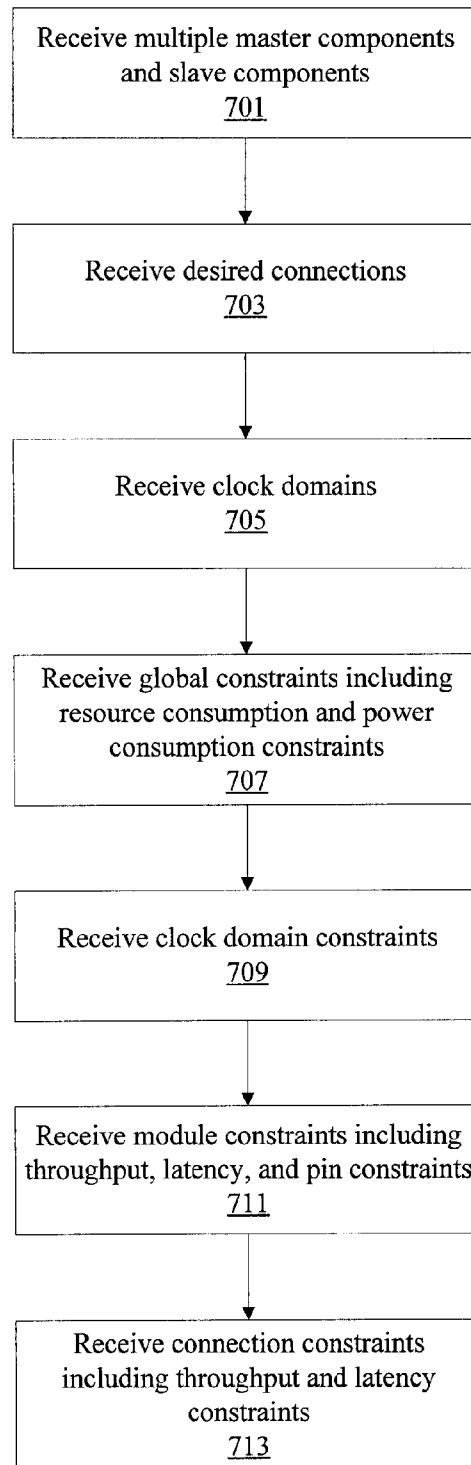 Receive multiple master components
and slave components
701
Receive desired connections
703
Receive clock domains
705
Receive global constraints including
resource consumption and power
consumption constraints
707
Receive clock domain constraints
709
Receive module constraints including
throughput, latency, and pin constraints
711
Receive connection constraints
including throughput and latency
constraints
713